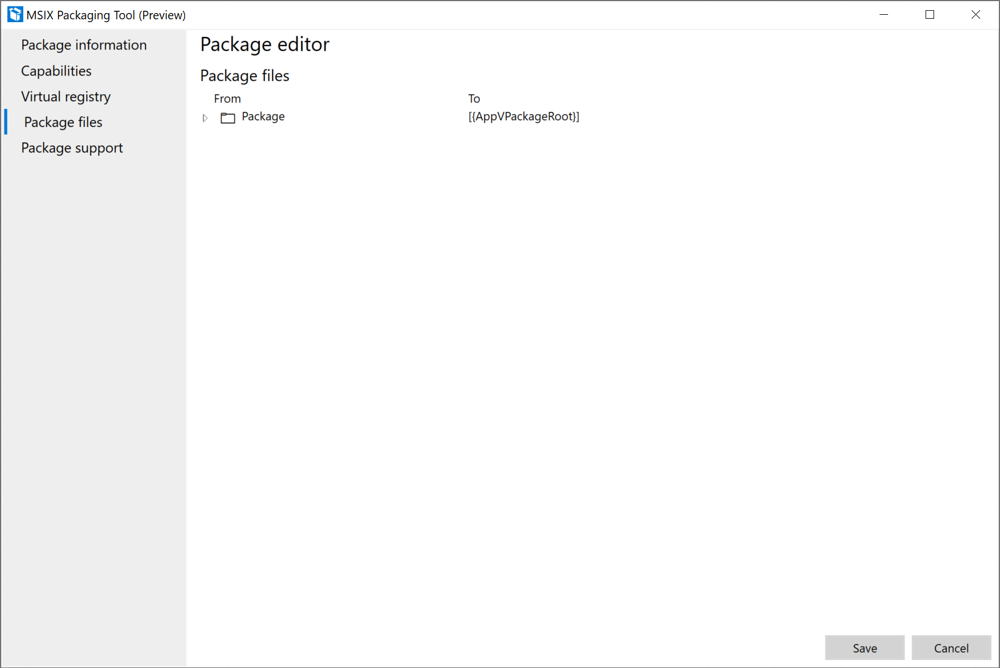 MSIX Packaging Tool (Preview)
Package information
Capabilities
Virtual registry
Package files
Package support
Package editor
Package files
From To
Package [{AppVPackageRoot}]
Save Cancel